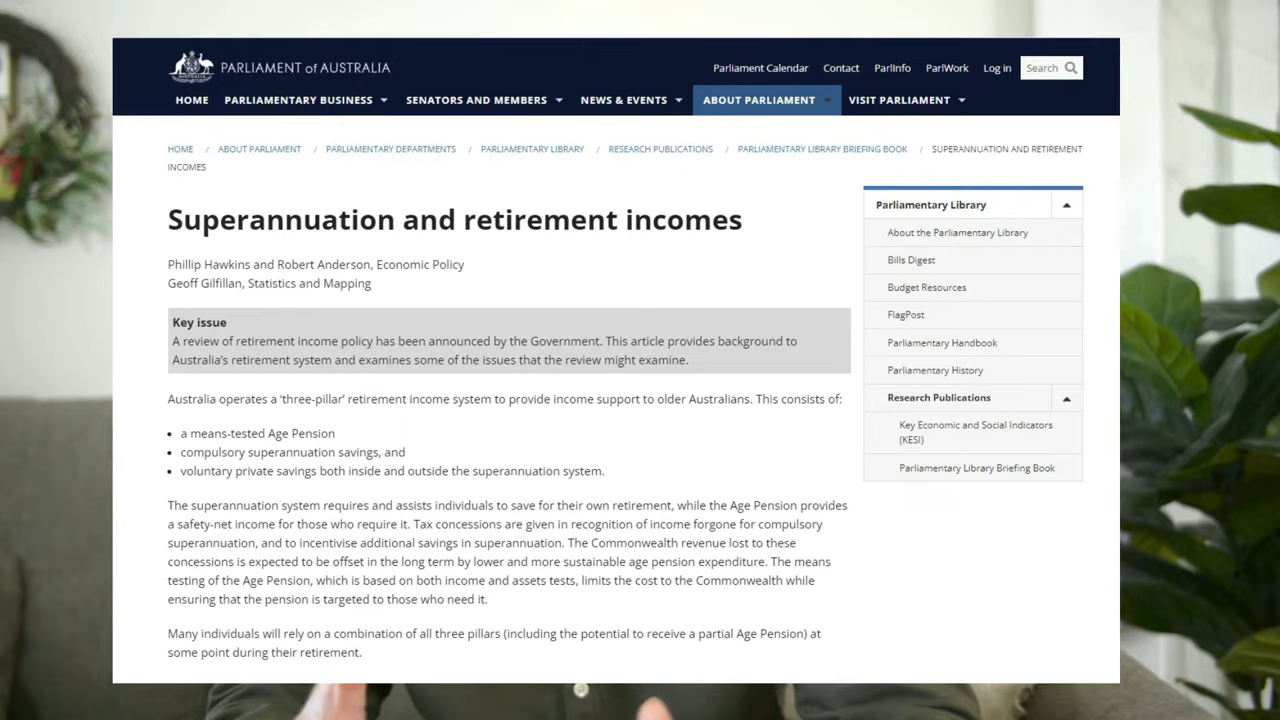 PARLIAMENT of AUSTRALIA
Parliament Calendar Contact ParlInfo ParlWork Log in Search
HOME PARLIAMENTARY BUSINESS SENATORS AND MEMBERS NEWS & EVENTS ABOUT PARLIAMENT VISIT PARLIAMENT
HOME / ABOUT PARLIAMENT / PARLIAMENTARY DEPARTMENTS / PARLIAMENTARY LIBRARY / RESEARCH PUBLICATIONS / PARLIAMENTARY LIBRARY BRIEFING BOOK / SUPERANNUATION AND RETIREMENT
INCOMES
Superannuation and retirement incomes
Phillip Hawkins and Robert Anderson, Economic Policy
Geoff Gilfillan, Statistics and Mapping
Key issue
A review of retirement income policy has been announced by the Government. This article provides background to
Australia's retirement system and examines some of the issues that the review might examine.
Australia operates a 'three-pillar' retirement income system to provide income support to older Australians. This consists of:
• a means-tested Age Pension
• compulsory superannuation savings, and
• voluntary private savings both inside and outside the superannuation system.
The superannuation system requires and assists individuals to save for their own retirement, while the Age Pension provides
a safety-net income for those who require it. Tax concessions are given in recognition of income forgone for compulsory
superannuation, and to incentivise additional savings in superannuation. The Commonwealth revenue lost to these
concessions is expected to be offset in the long term by lower and more sustainable age pension expenditure. The means
testing of the Age Pension, which is based on both income and assets tests, limits the cost to the Commonwealth while
ensuring that the pension is targeted to those who need it.
Many individuals will rely on a combination of all three pillars (including the potential to receive a partial Age Pension) at
some point during their retirement.
Parliamentary Library
About the Parliamentary Library
Bills Digest
Budget Resources
FlagPost
Parliamentary Handbook
Parliamentary History
Research Publications
Key Economic and Social Indicators
(KESI)
Parliamentary Library Briefing Book